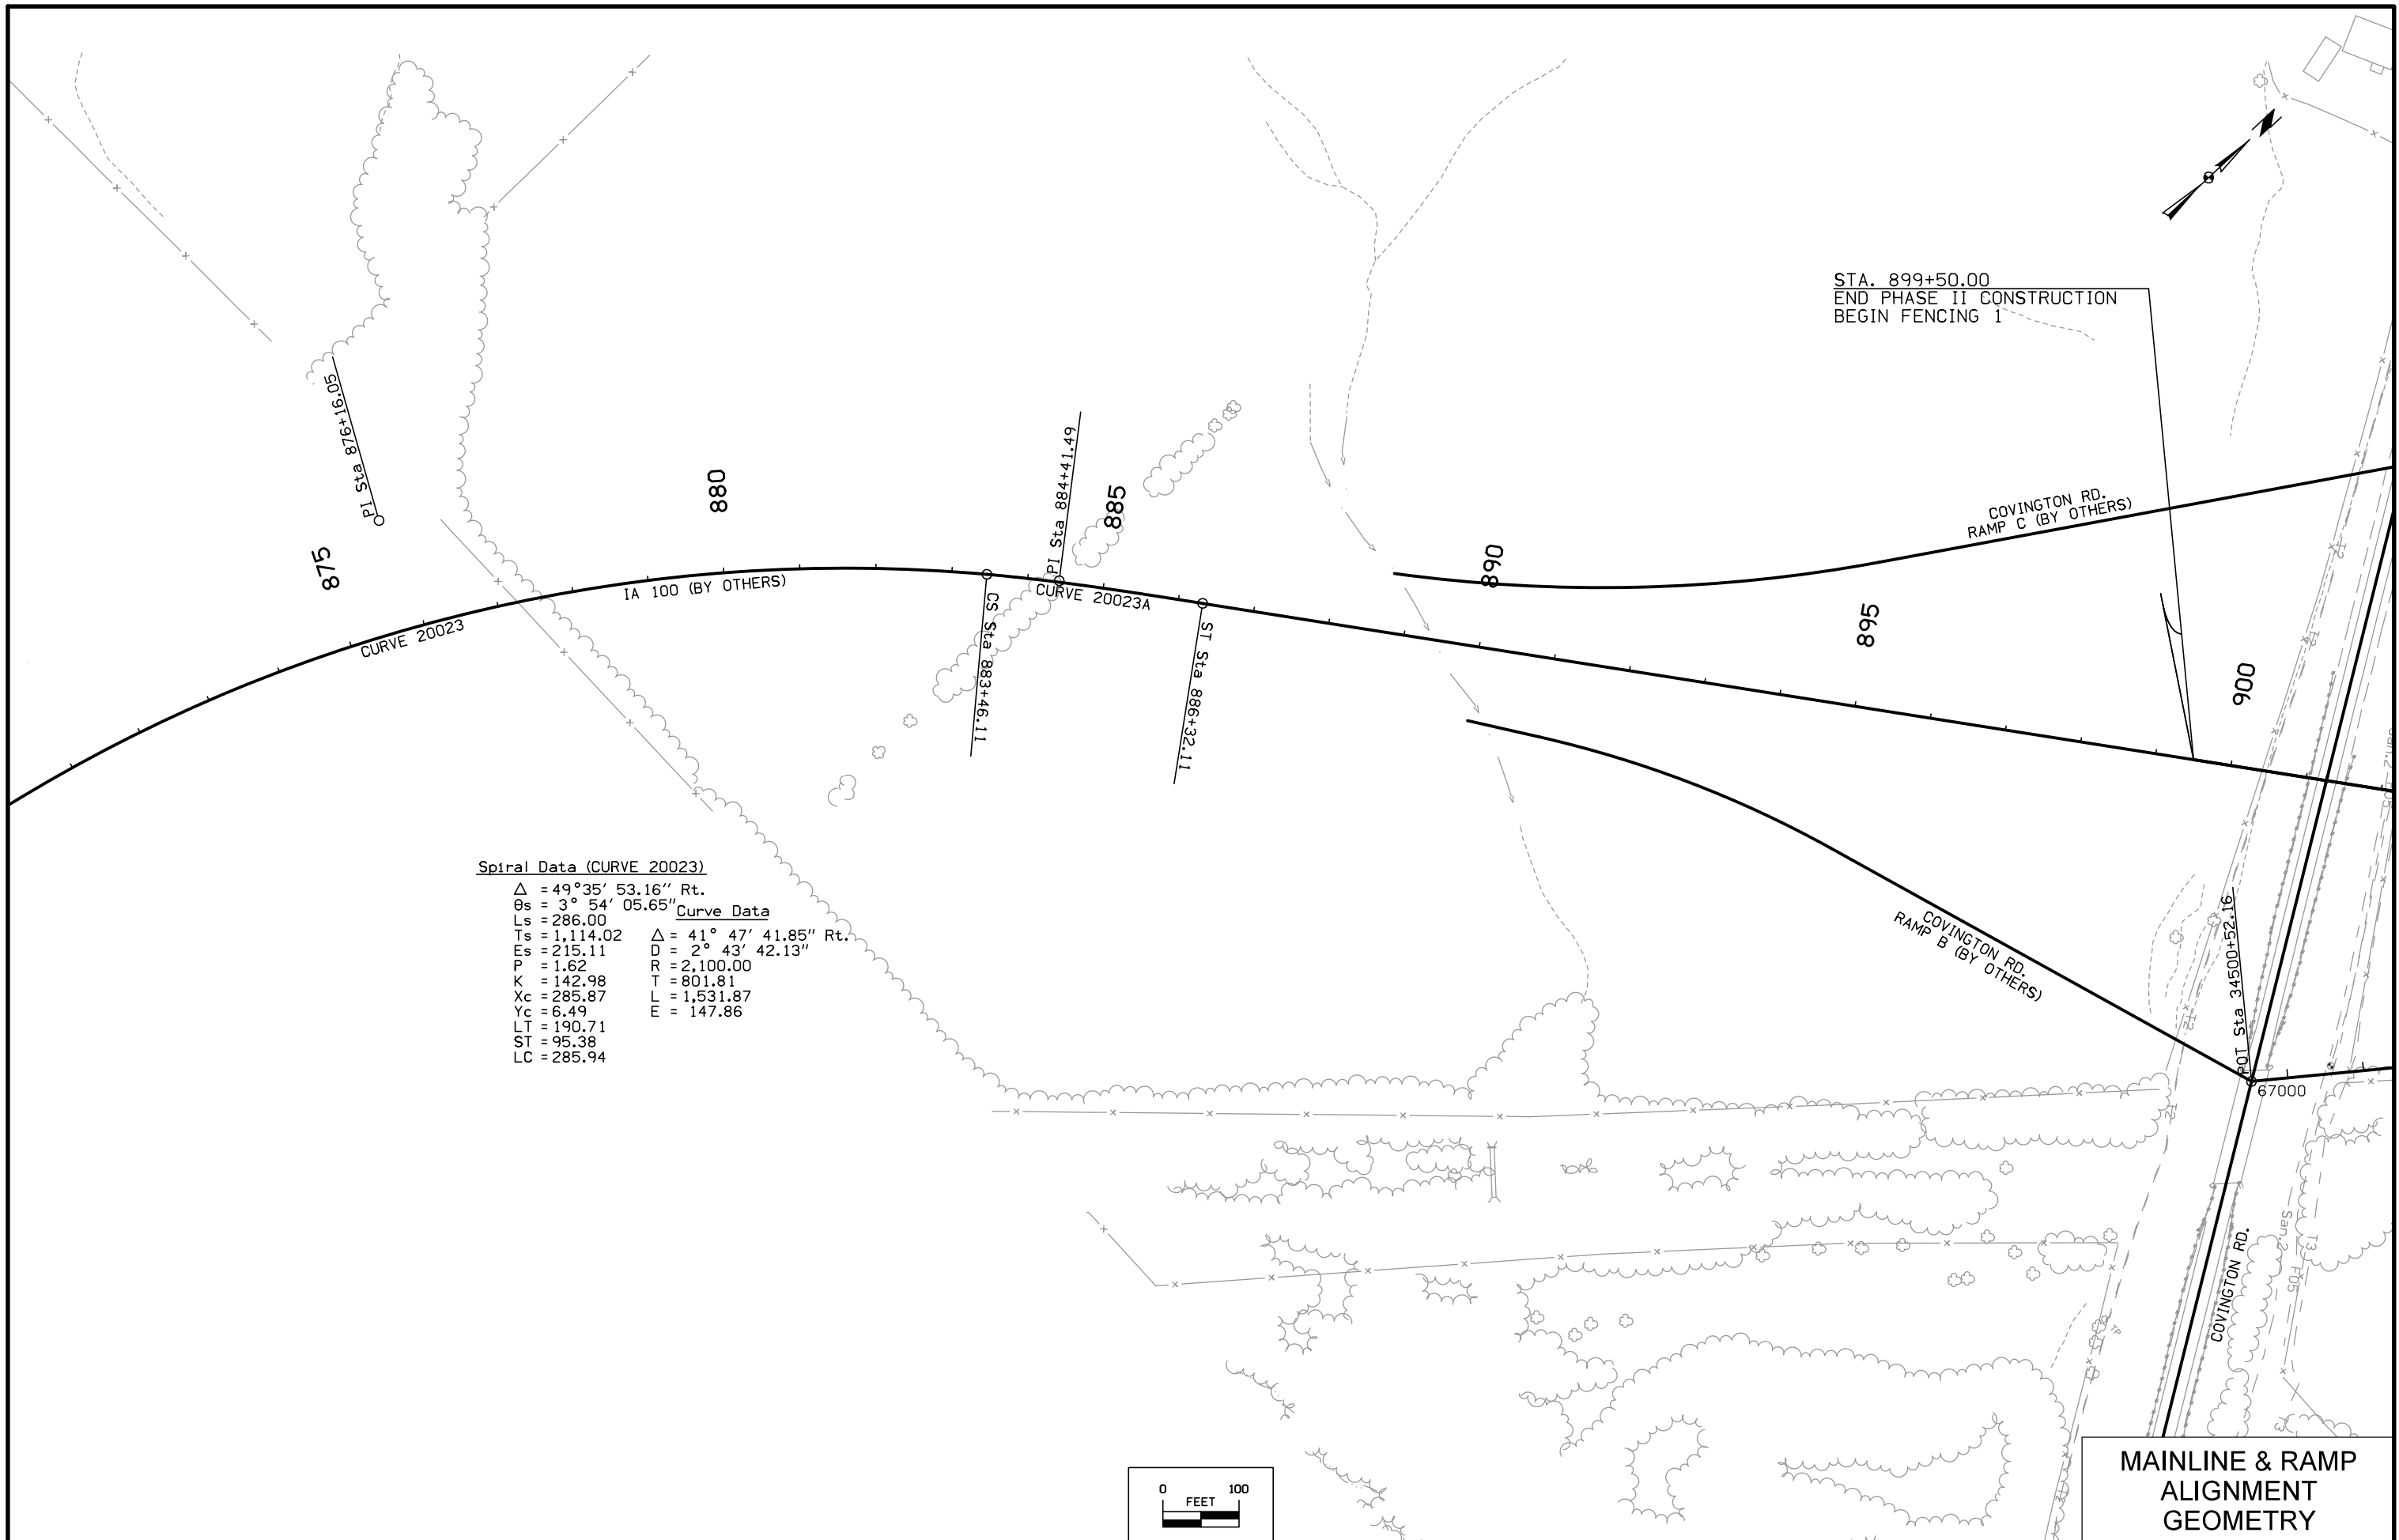 STA. 899+50.00
END PHASE II CONSTRUCTION
BEGIN FENCING 1
PI Sta 876+16.05
875
880
PI Sta 884+41.49
885
890
895
900
COVINGTON RD.
RAMP C (BY OTHERS)
IA 100 (BY OTHERS)
CURVE 20023
CURVE 20023A
CS Sta 883+46.11
ST Sta 886+32.11
COVINGTON RD.
RAMP B (BY OTHERS)
POT Sta 34500+52.16
67000
Spiral Data (CURVE 20023)
Δ = 49°35' 53.16" Rt.
θs = 3° 54' 05.65"
Ls = 286.00
Ts = 1,114.02
Es = 215.11
P = 1.62
K = 142.98
Xc = 285.87
Yc = 6.49
LT = 190.71
ST = 95.38
LC = 285.94
Curve Data
Δ = 41° 47' 41.85" Rt.
D = 2° 43' 42.13"
R = 2,100.00
T = 801.81
L = 1,531.87
E = 147.86
T2
T2
San.2
T3
F05
COVINGTON RD.
0 100
FEET
MAINLINE & RAMP
ALIGNMENT
GEOMETRY